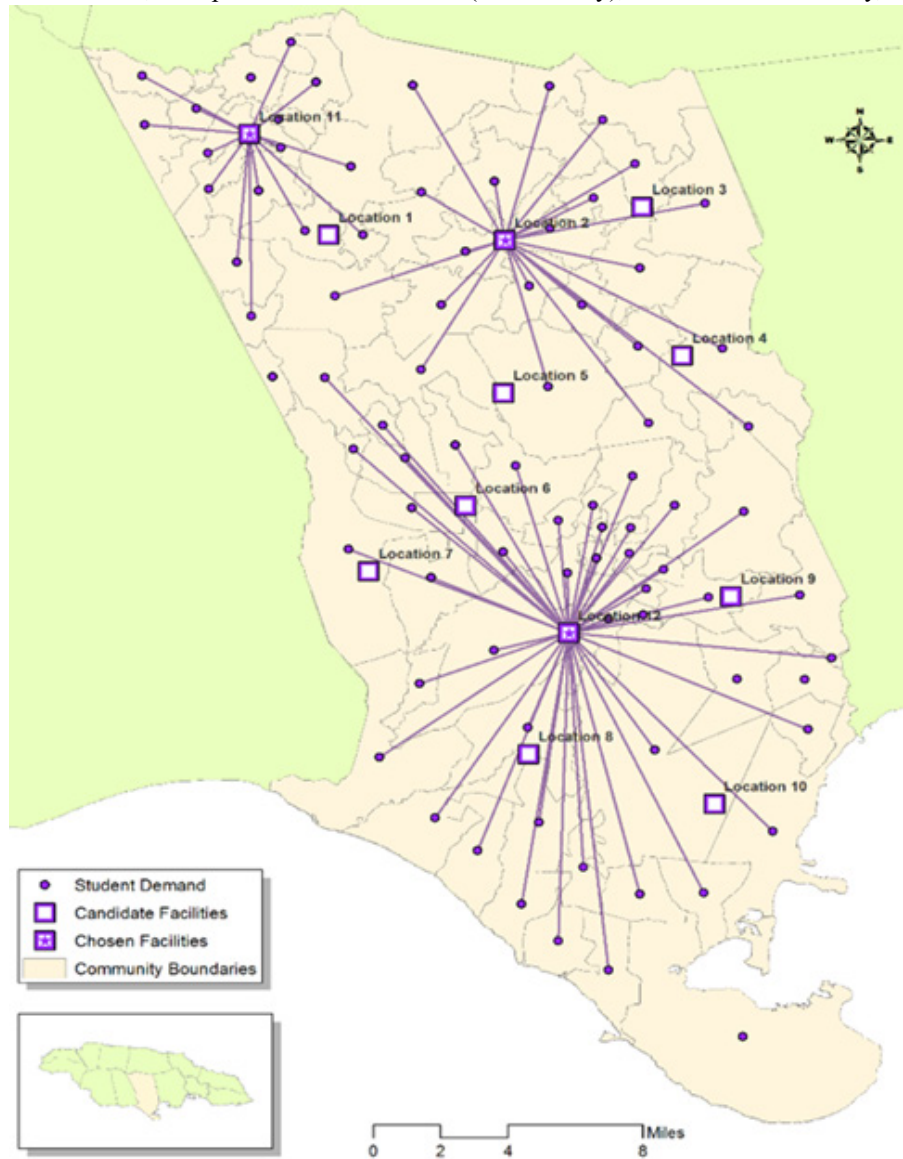 N
W E
S
Location 11
Location 3
Location 1
Location 2
Location 4
Location 5
Location 6
Location 7
Location 9
Location 12
Location 8
Location 10
Student Demand
Candidate Facilities
Chosen Facilities
Community Boundaries
Miles
0 2 4 8